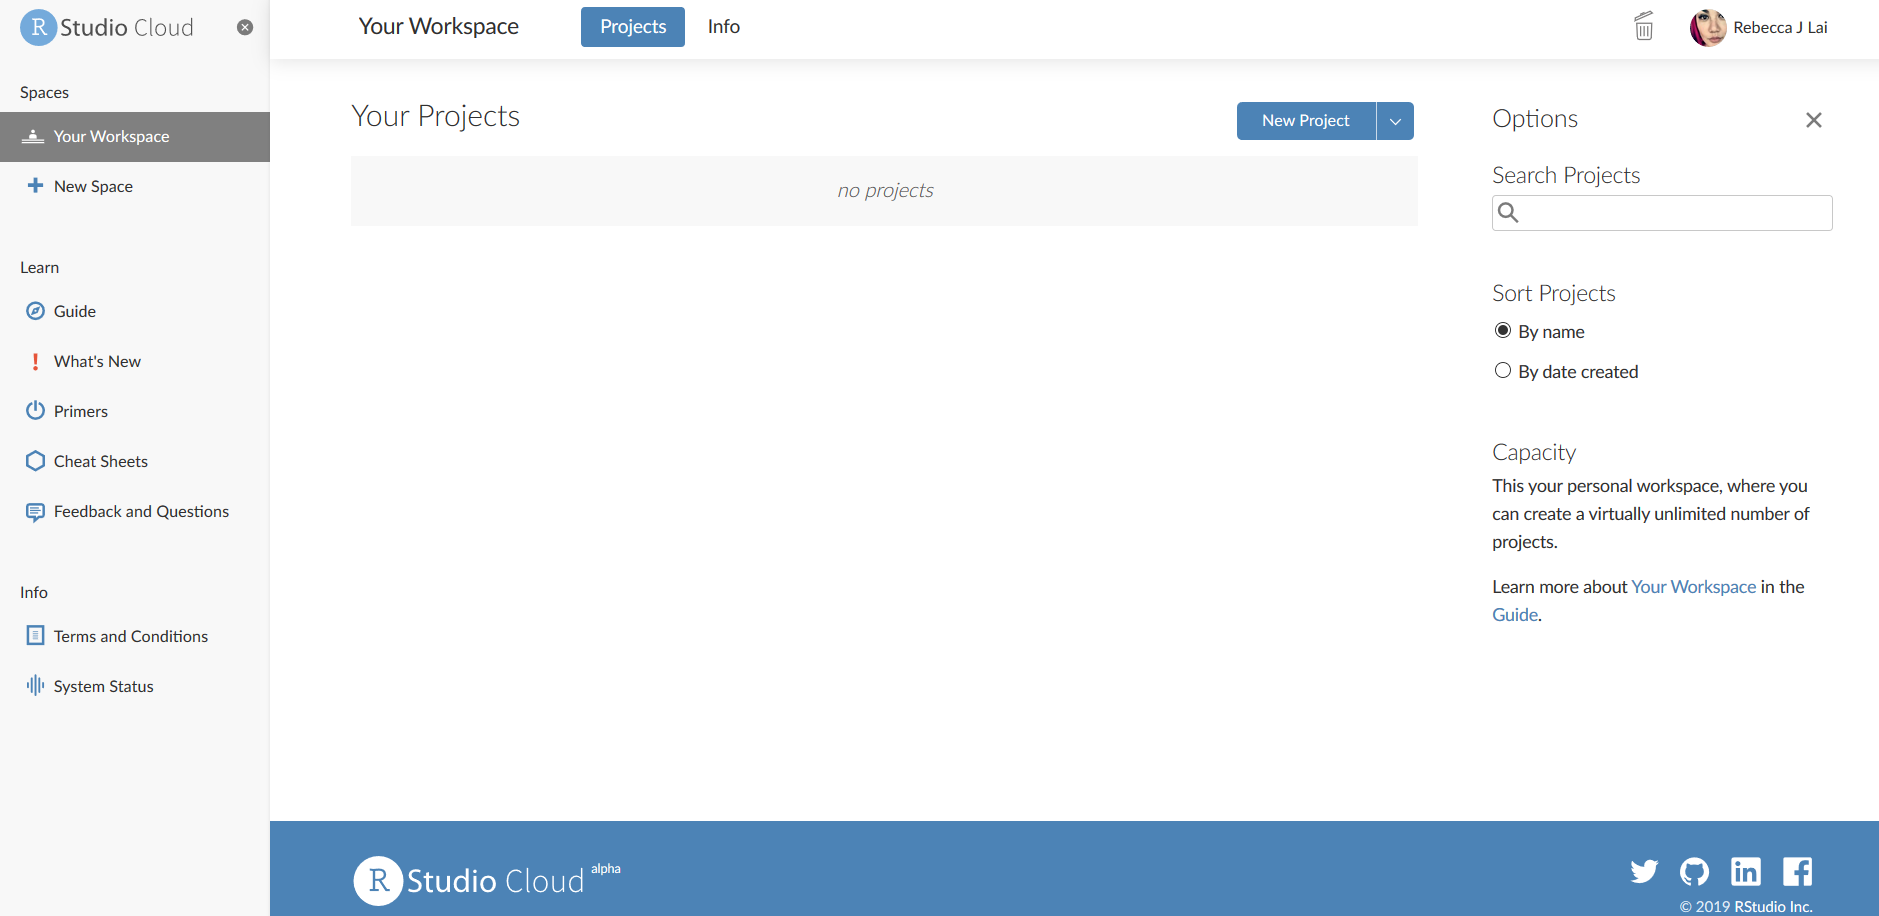 R Studio Cloud
Spaces
Your Workspace
New Space
Learn
Guide
What's New
Primers
Cheat Sheets
Feedback and Questions
Info
Terms and Conditions
System Status
Your Workspace
Projects
Info
Rebecca J Lai
Your Projects
New Project
no projects
Options
Search Projects
Sort Projects
By name
By date created
Capacity
This your personal workspace, where you
can create a virtually unlimited number of
projects.
Learn more about Your Workspace in the
Guide.
R Studio Cloud alpha
© 2019 RStudio Inc.